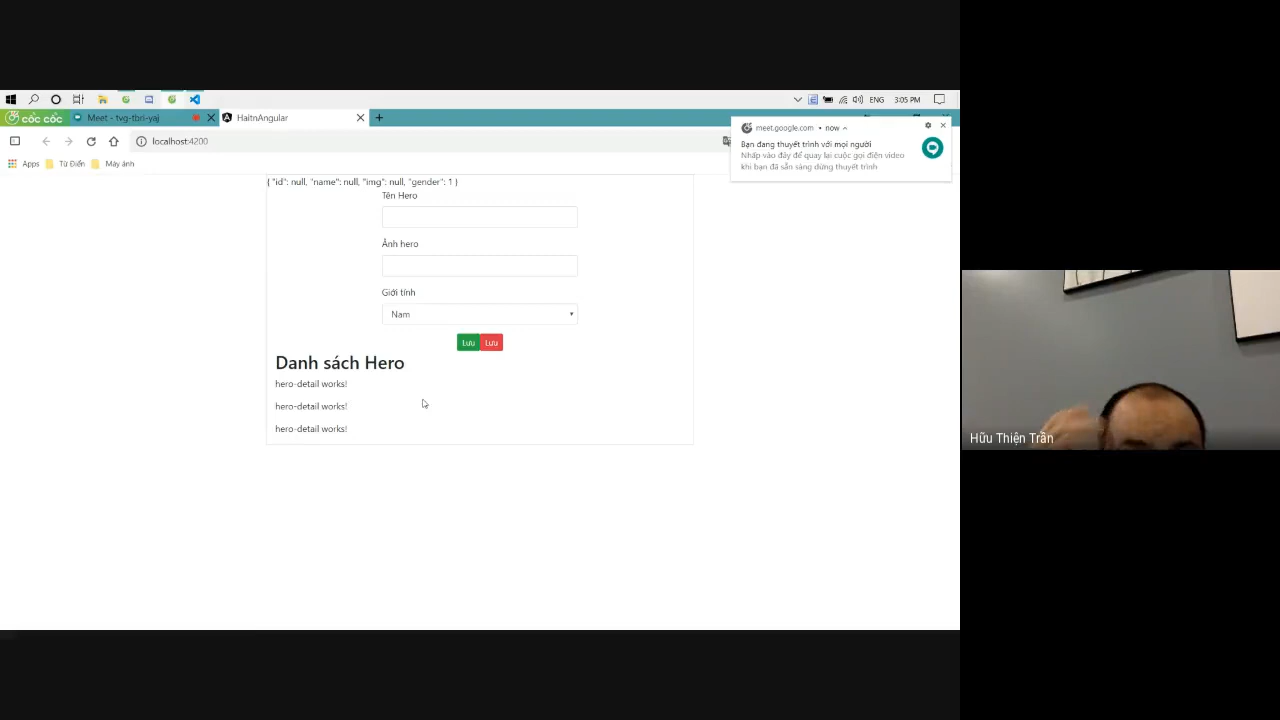 ENG 3:05 PM
cốc cốc
Meet - tvg-tbri-yaj
HaitnAngular
localhost:4200
Apps
Từ Điển
Máy ảnh
meet.google.com • now
Bạn đang thuyết trình với mọi người
Nhấp vào đây để quay lại cuộc gọi điện video
khi bạn đã sẵn sàng dừng thuyết trình
{ "id": null, "name": null, "img": null, "gender": 1 }
Tên Hero
Ảnh hero
Giới tính
Nam
Lưu Lưu
Danh sách Hero
hero-detail works!
hero-detail works!
hero-detail works!
Hữu Thiện Trần